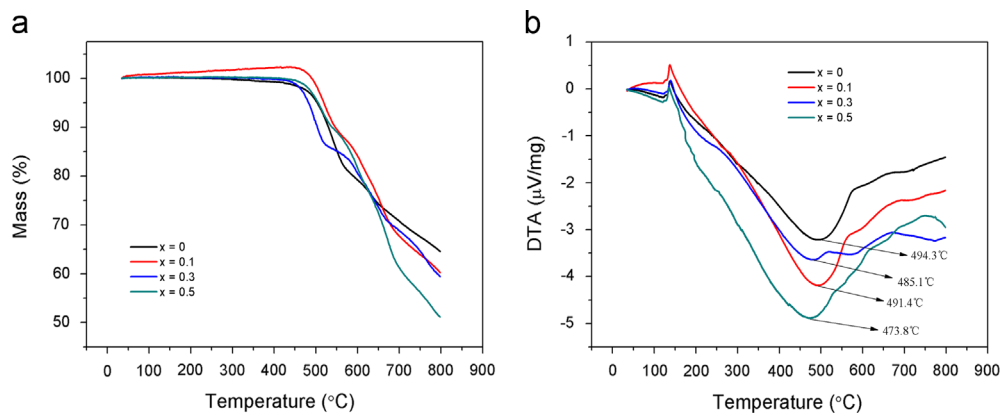 a
100
90
80
70
60
50
Mass (%)
x = 0
x = 0.1
x = 0.3
x = 0.5
0 100 200 300 400 500 600 700 800 900
Temperature (°C)
b
1
0
-1
-2
-3
-4
-5
DTA (μV/mg)
x = 0
x = 0.1
x = 0.3
x = 0.5
494.3℃
485.1℃
491.4℃
473.8℃
0 100 200 300 400 500 600 700 800 900
Temperature (°C)